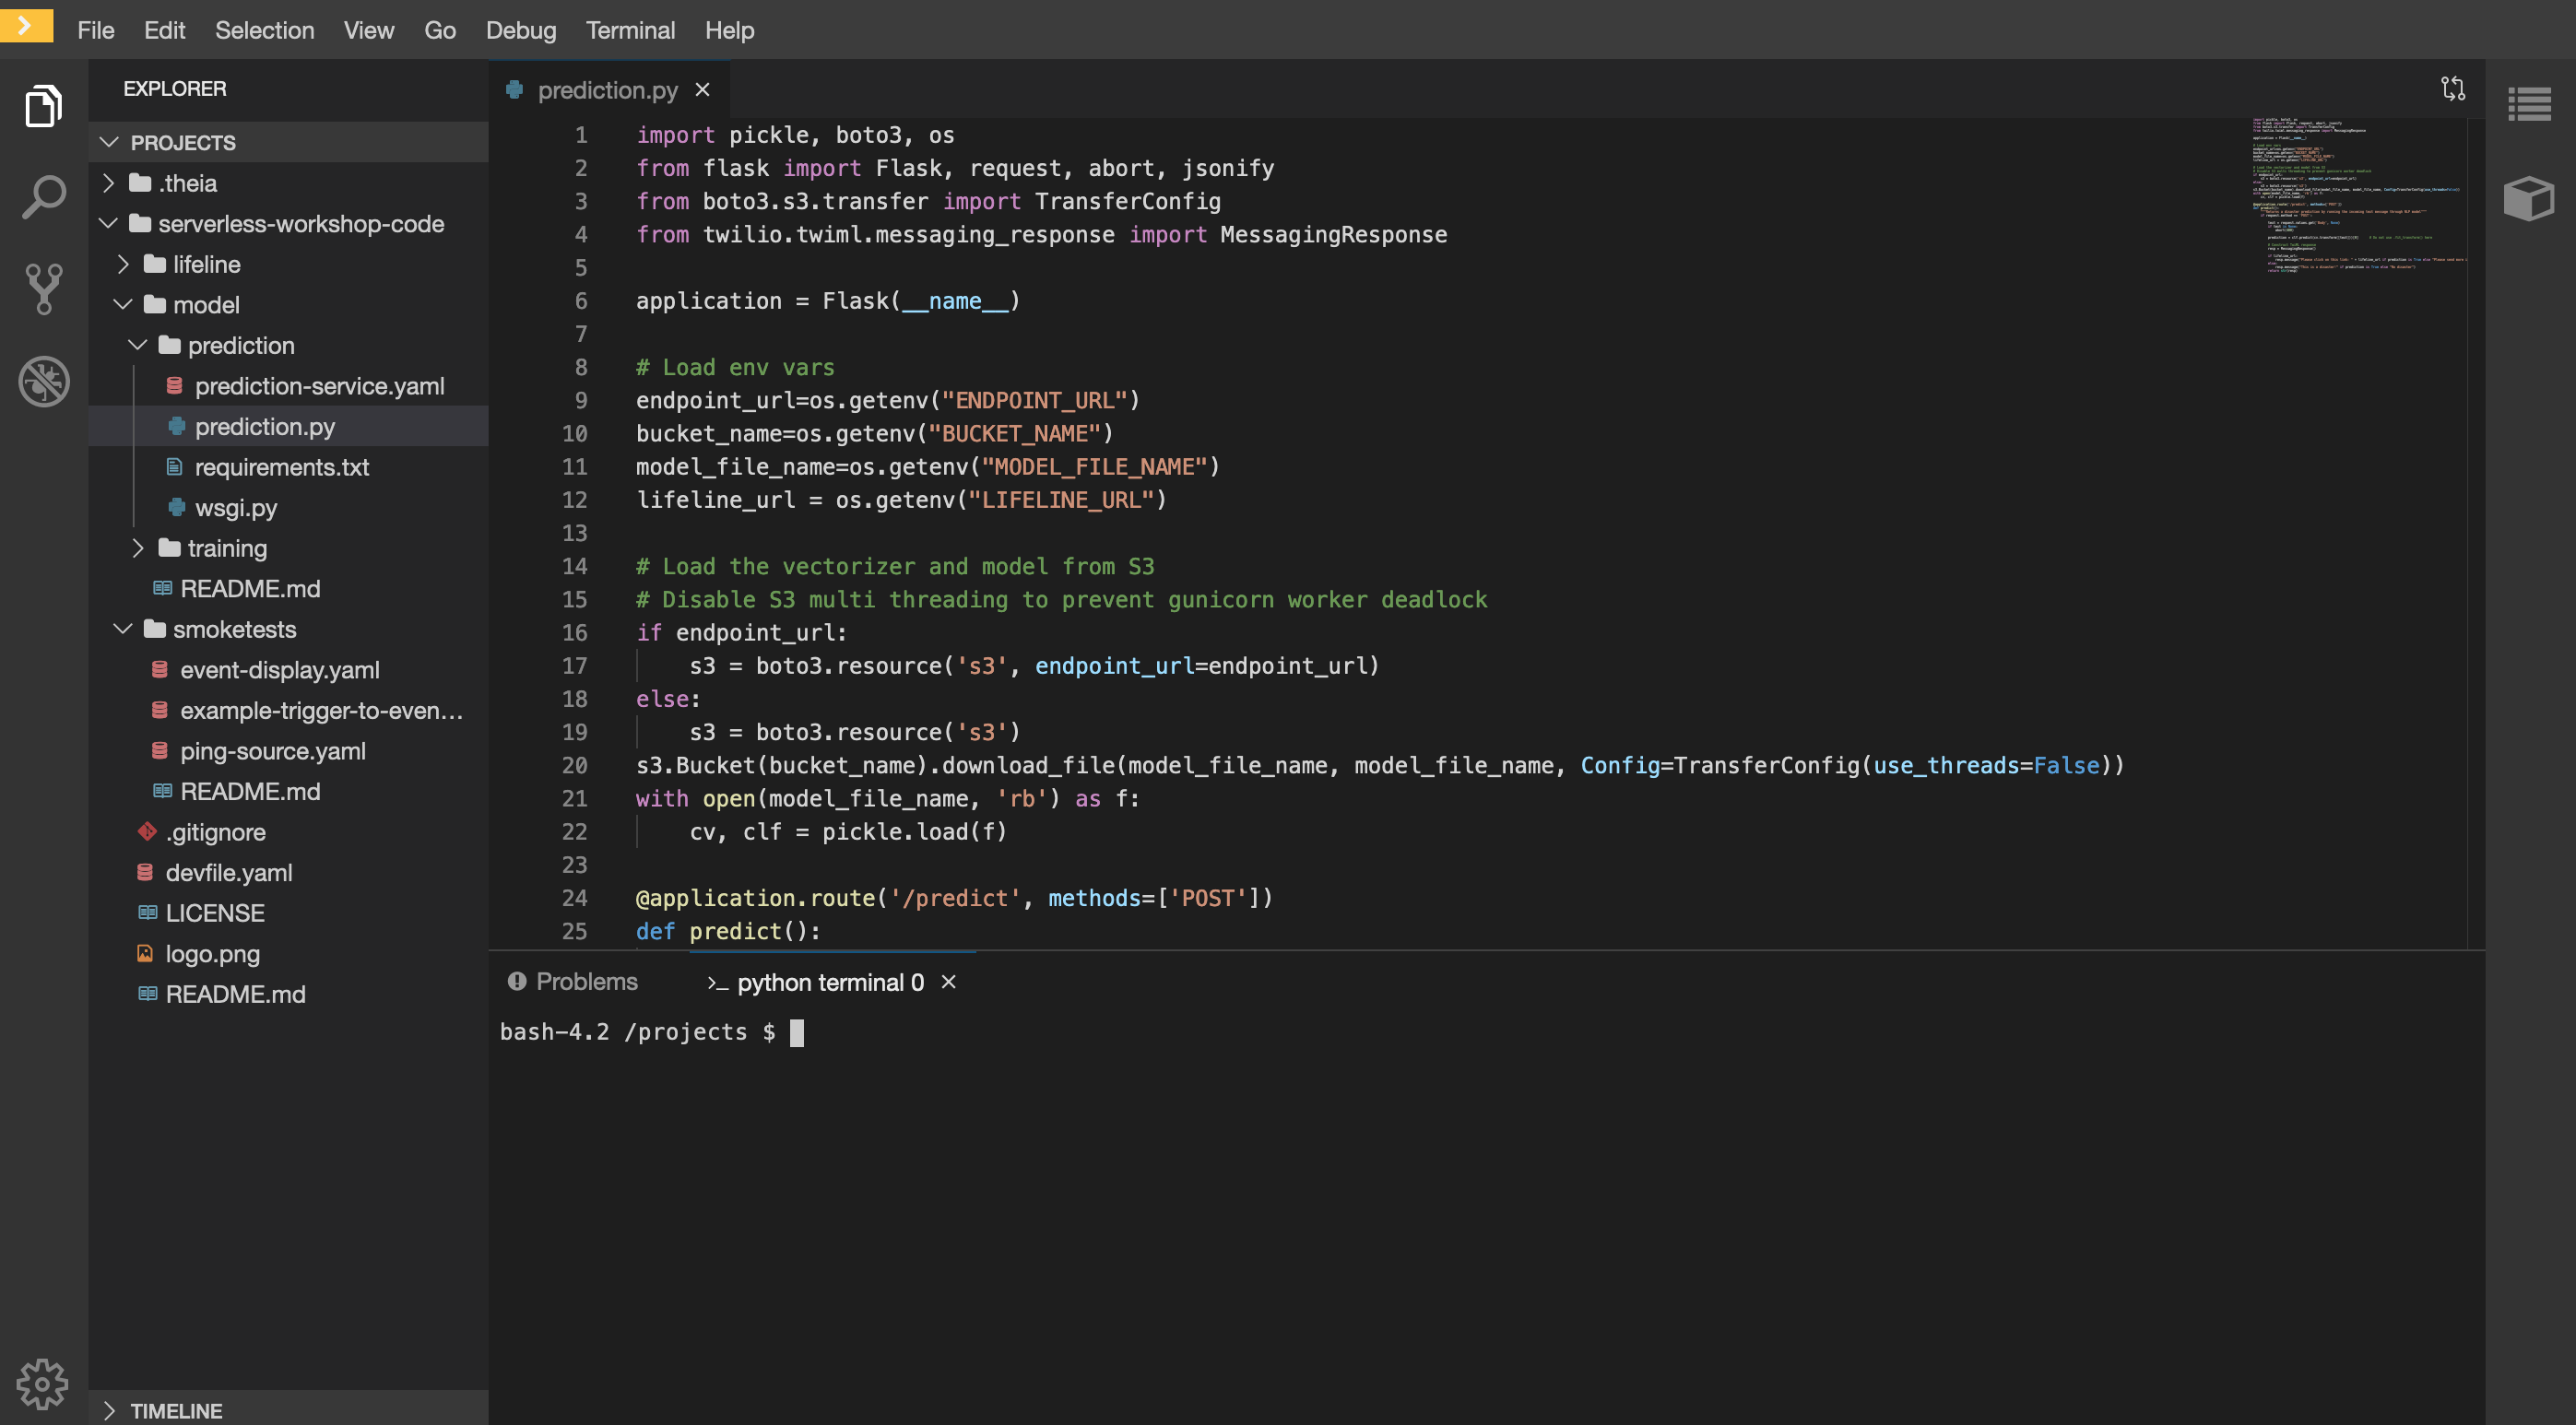 File Edit Selection View Go Debug Terminal Help
EXPLORER
PROJECTS
.theia
serverless-workshop-code
lifeline
model
prediction
prediction-service.yaml
prediction.py
requirements.txt
wsgi.py
training
README.md
smoketests
event-display.yaml
example-trigger-to-even...
ping-source.yaml
README.md
.gitignore
devfile.yaml
LICENSE
logo.png
README.md
TIMELINE
prediction.py
1 import pickle, boto3, os
2 from flask import Flask, request, abort, jsonify
3 from boto3.s3.transfer import TransferConfig
4 from twilio.twiml.messaging_response import MessagingResponse
5
6 application = Flask(__name__)
7
8 # Load env vars
9 endpoint_url=os.getenv("ENDPOINT_URL")
10 bucket_name=os.getenv("BUCKET_NAME")
11 model_file_name=os.getenv("MODEL_FILE_NAME")
12 lifeline_url = os.getenv("LIFELINE_URL")
13
14 # Load the vectorizer and model from S3
15 # Disable S3 multi threading to prevent gunicorn worker deadlock
16 if endpoint_url:
17     s3 = boto3.resource('s3', endpoint_url=endpoint_url)
18 else:
19     s3 = boto3.resource('s3')
20 s3.Bucket(bucket_name).download_file(model_file_name, model_file_name, Config=TransferConfig(use_threads=False))
21 with open(model_file_name, 'rb') as f:
22     cv, clf = pickle.load(f)
23
24 @application.route('/predict', methods=['POST'])
25 def predict():
Problems
>_ python terminal 0
bash-4.2 /projects $